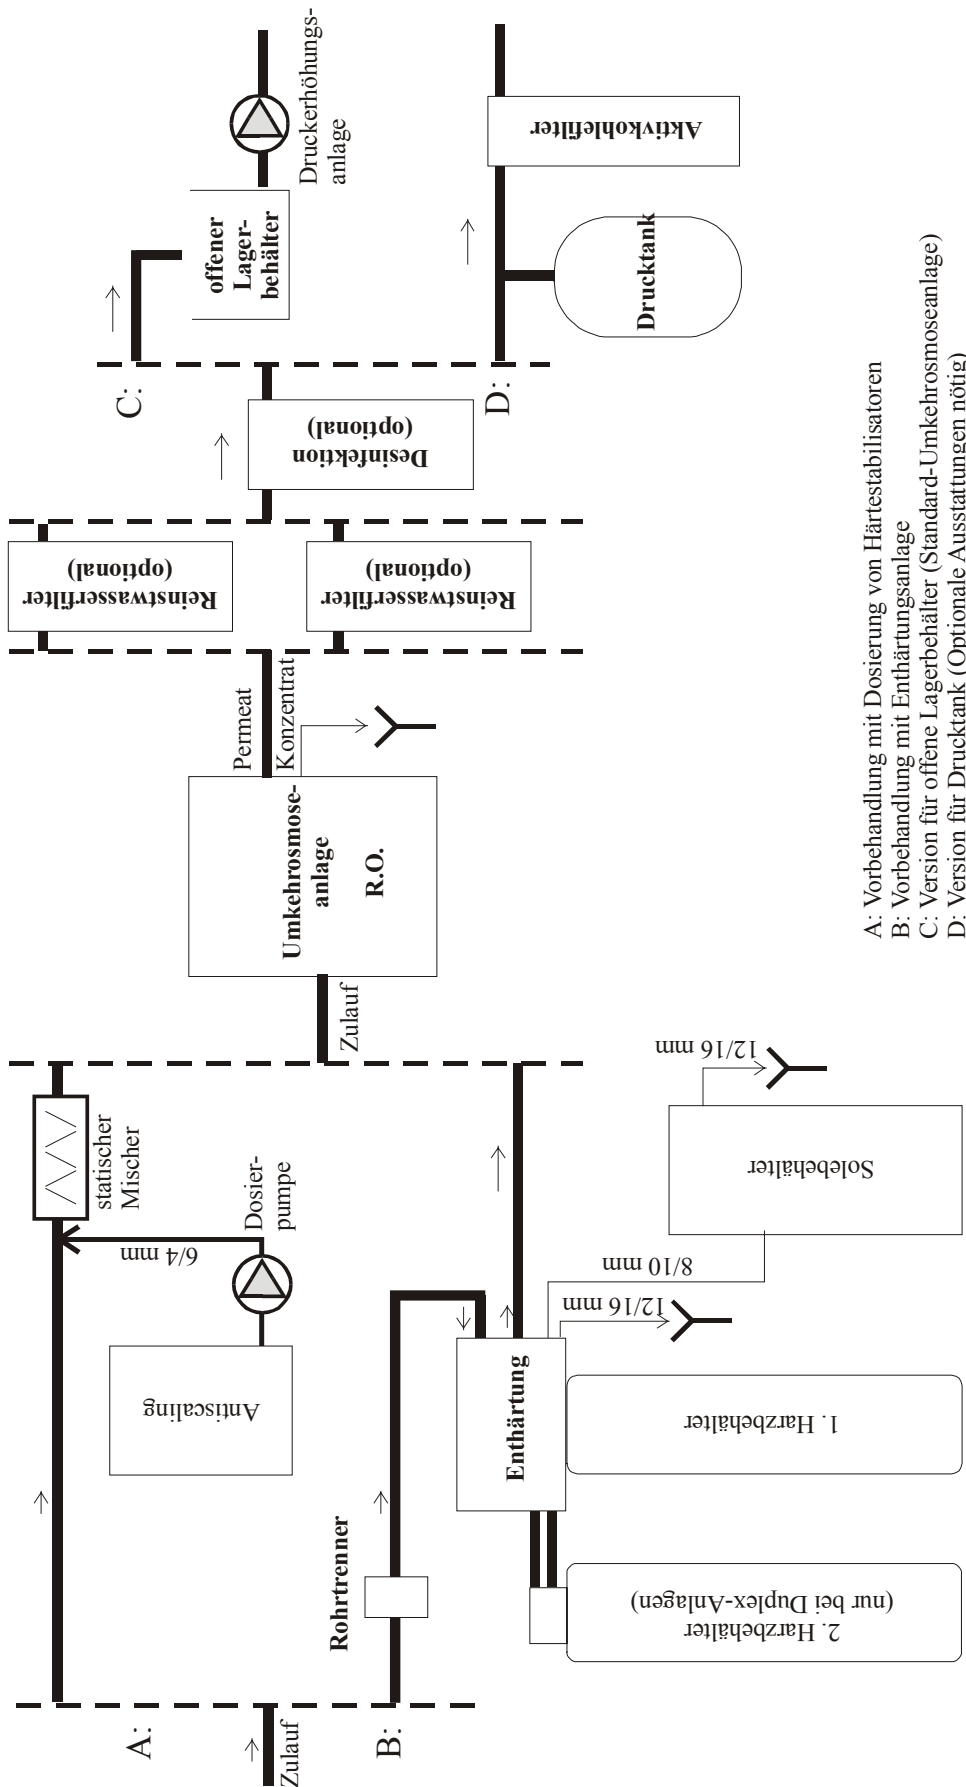 A:
Zulauf
B:
Antiscaling
6/4 mm
Dosier-
pumpe
statischer
Mischer
Rohrtrenner
Enthärtung
2. Harzbehälter
(nur bei Duplex-Anlagen)
1. Harzbehälter
12/16 mm
8/10 mm
Solebehälter
12/16 mm
Zulauf
Umkehrosmose-
anlage
R.O.
Permeat
Konzentrat
Reinstwasserfilter
(optional)
Reinstwasserfilter
(optional)
Desinfektion
(optional)
C:
offener
Lager-
behälter
Druckerhöhungs-
anlage
D:
Drucktank
Aktivkohlefilter
A: Vorbehandlung mit Dosierung von Härtestabilisatoren
B: Vorbehandlung mit Enthärtungsanlage
C: Version für offene Lagerbehälter (Standard-Umkehrosmoseanlage)
D: Version für Drucktank (Optionale Ausstattungen nötig)